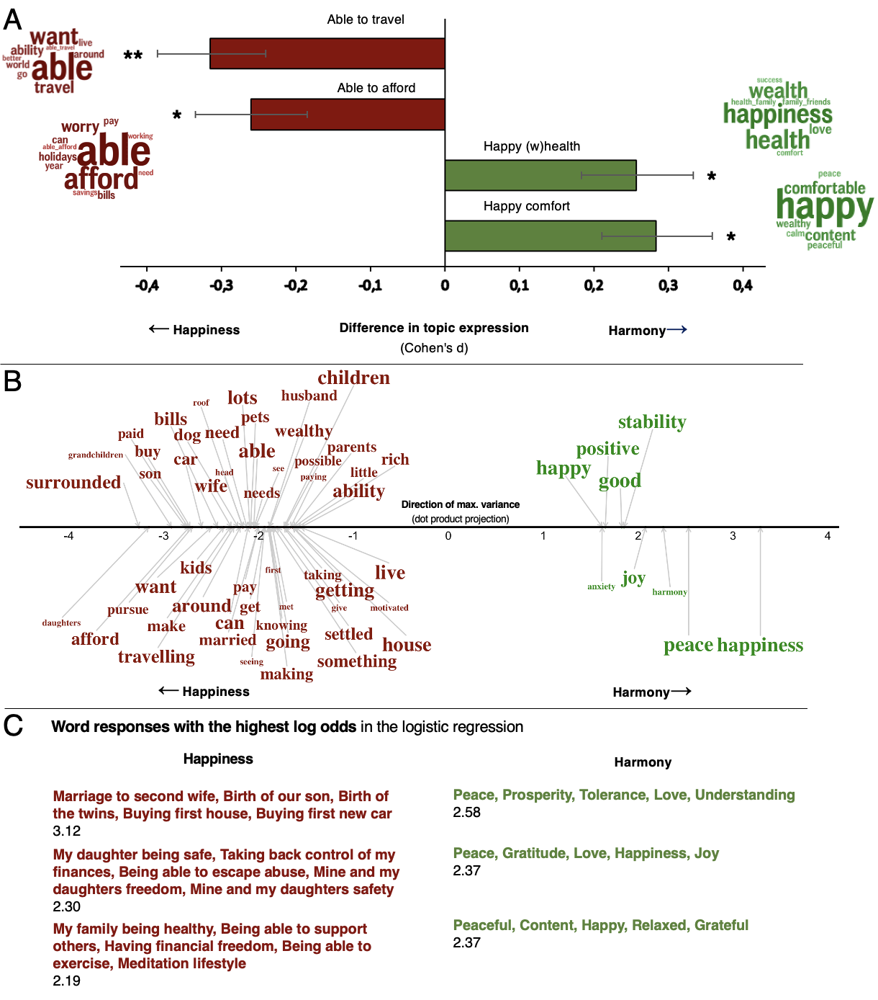 A
Able to travel
want
live
ability
able_travel
around
better
world
able
go
travel
**
Able to afford
*
worry
pay
working
can
able_afford
able
holidays
year
afford
need
savings
bills
Happy (w)health
*
success
wealth
health_family
family_friends
happiness
love
health
comfort
Happy comfort
*
peace
comfortable
happy
wealthy
calm
content
peaceful
-0,4 -0,3 -0,2 -0,1 0 0,1 0,2 0,3 0,4
← Happiness
Difference in topic expression
(Cohen's d)
Harmony →
B
children
husband
lots
roof
pets
bills
wealthy
need
dog
paid
buy
able
parents
grandchildren
car
possible
rich
see
head
son
little
paying
surrounded
wife
needs
ability
stability
positive
happy
good
Direction of max. variance
(dot product projection)
-4 -3 -2 -1 0 1 2 3 4
kids
first
taking
live
want
pay
getting
pursue
around
get
met
give
motivated
daughters
make
can
knowing
afford
married
going
settled
house
travelling
seeing
something
making
anxiety
joy
harmony
peace
happiness
← Happiness
Harmony →
C
Word responses with the highest log odds in the logistic regression
Happiness
Harmony
Marriage to second wife, Birth of our son, Birth of
the twins, Buying first house, Buying first new car
3.12
My daughter being safe, Taking back control of my
finances, Being able to escape abuse, Mine and my
daughters freedom, Mine and my daughters safety
2.30
My family being healthy, Being able to support
others, Having financial freedom, Being able to
exercise, Meditation lifestyle
2.19
Peace, Prosperity, Tolerance, Love, Understanding
2.58
Peace, Gratitude, Love, Happiness, Joy
2.37
Peaceful, Content, Happy, Relaxed, Grateful
2.37